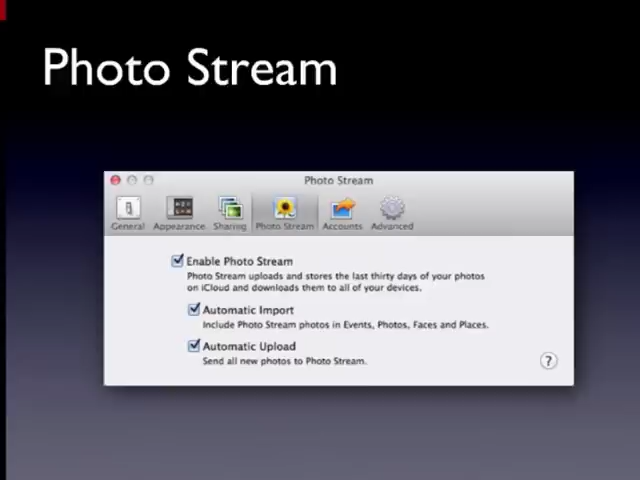 Photo Stream
Photo Stream
General Appearance Sharing Photo Stream Accounts Advanced
Enable Photo Stream
Photo Stream uploads and stores the last thirty days of your photos
on iCloud and downloads them to all of your devices.
Automatic Import
Include Photo Stream photos in Events, Photos, Faces and Places.
Automatic Upload
Send all new photos to Photo Stream.
?